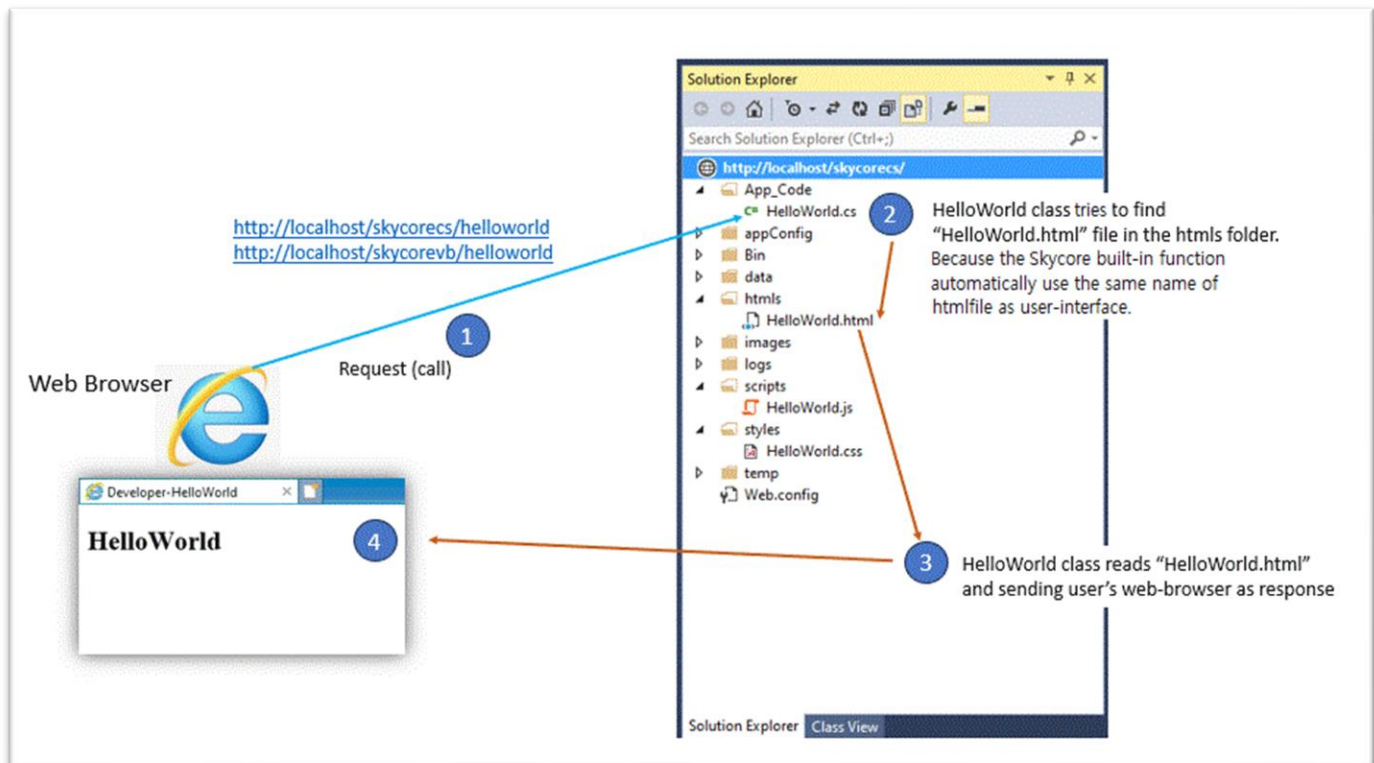 Solution Explorer
Search Solution Explorer (Ctrl+;)
http://localhost/skycorecs/
App_Code
HelloWorld.cs
appConfig
Bin
data
htmls
HelloWorld.html
images
logs
scripts
HelloWorld.js
styles
HelloWorld.css
temp
Web.config
Solution Explorer
Class View
http://localhost/skycorecs/helloworld
http://localhost/skycorevb/helloworld
1
Request (call)
Web Browser
2
HelloWorld class tries to find
“HelloWorld.html” file in the htmls folder.
Because the Skycore built-in function
automatically use the same name of
htmlfile as user-interface.
3
HelloWorld class reads “HelloWorld.html”
and sending user’s web-browser as response
Developer-HelloWorld
HelloWorld
4